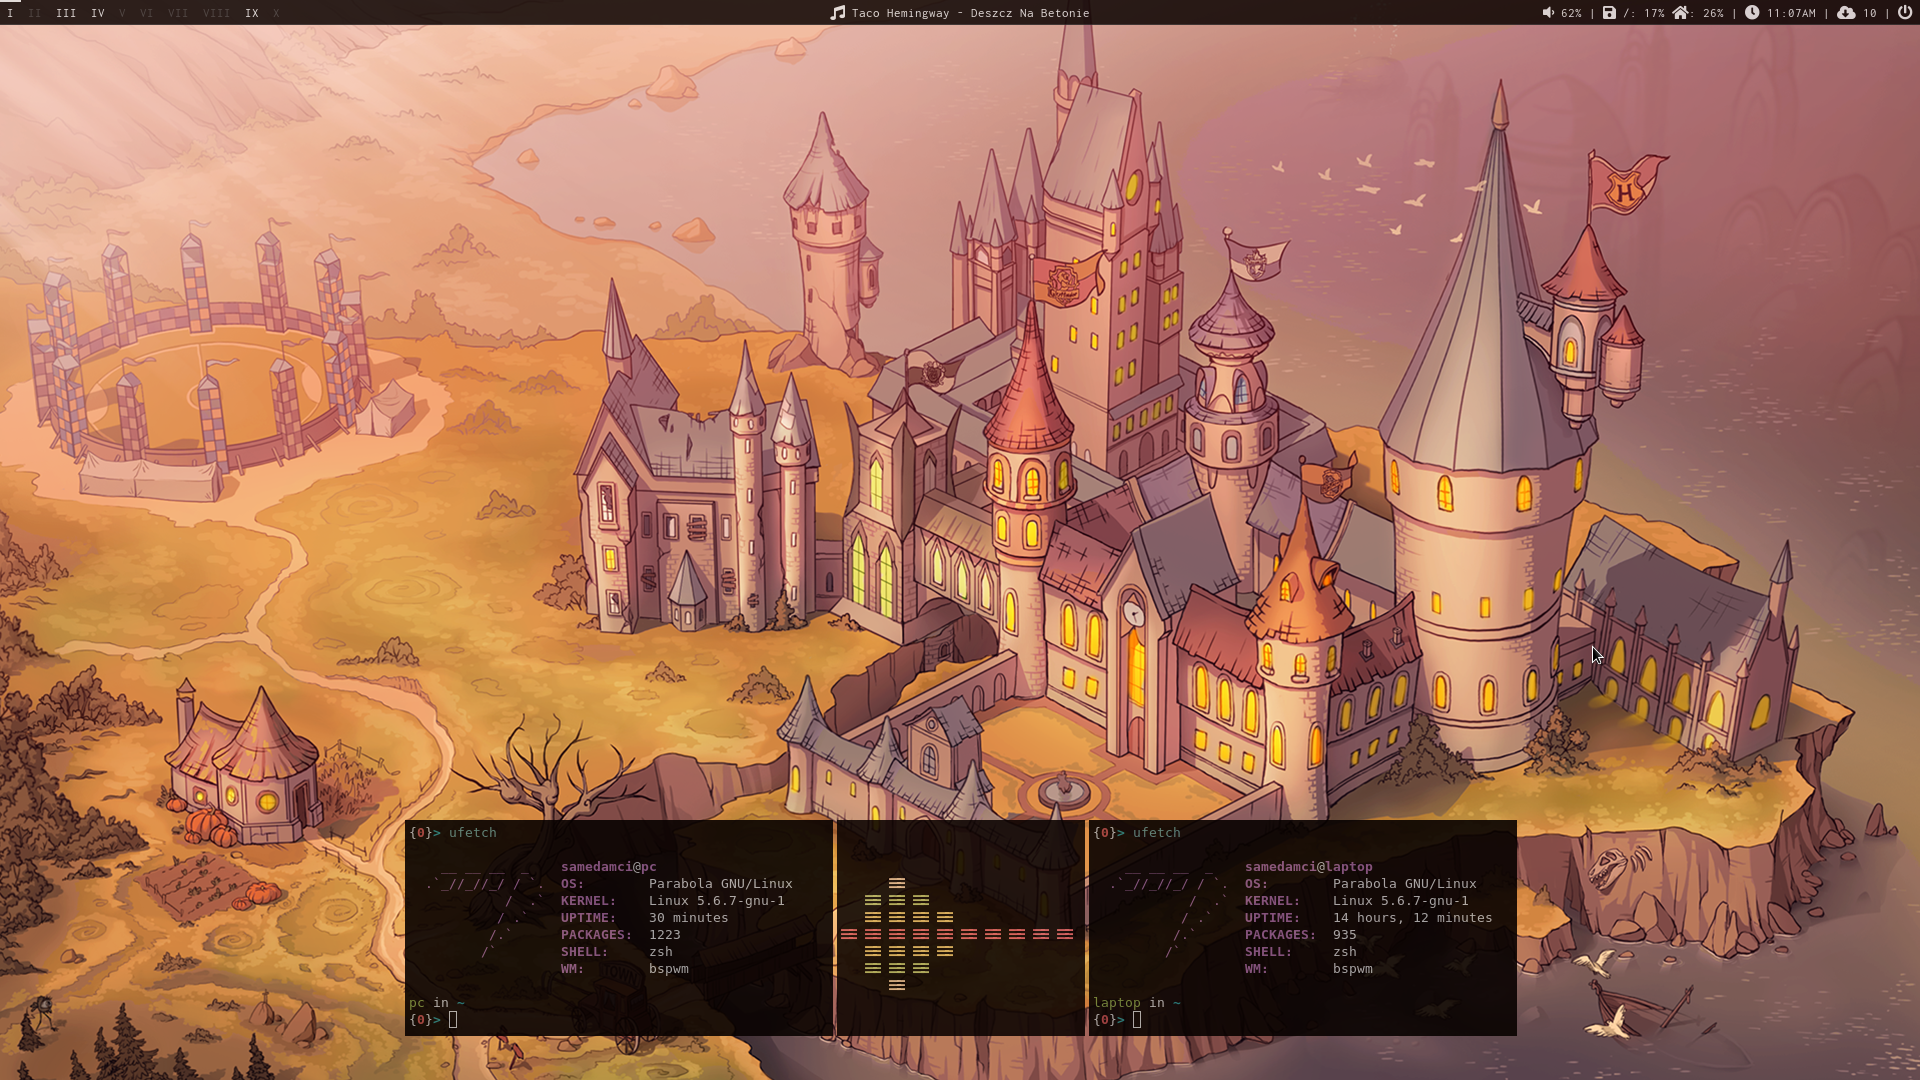 I II III IV V VI VII VIII IX X
Taco Hemingway - Deszcz Na Betonie
62% | /: 17% : 26% | 11:07AM | 10 |
H
{0}> ufetch
samedamci@pc
OS: Parabola GNU/Linux
KERNEL: Linux 5.6.7-gnu-1
UPTIME: 30 minutes
PACKAGES: 1223
SHELL: zsh
WM: bspwm
pc in ~
{0}>
{0}> ufetch
samedamci@laptop
OS: Parabola GNU/Linux
KERNEL: Linux 5.6.7-gnu-1
UPTIME: 14 hours, 12 minutes
PACKAGES: 935
SHELL: zsh
WM: bspwm
laptop in ~
{0}>